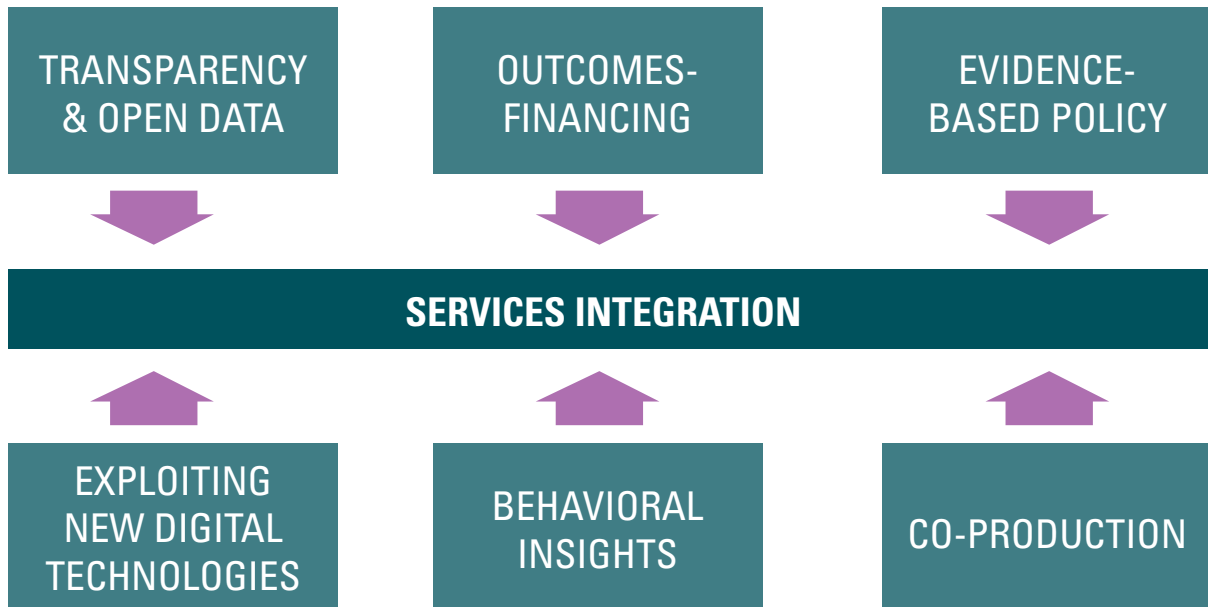 TRANSPARENCY
& OPEN DATA
OUTCOMES-
FINANCING
EVIDENCE-
BASED POLICY
SERVICES INTEGRATION
EXPLOITING
NEW DIGITAL
TECHNOLOGIES
BEHAVIORAL
INSIGHTS
CO-PRODUCTION